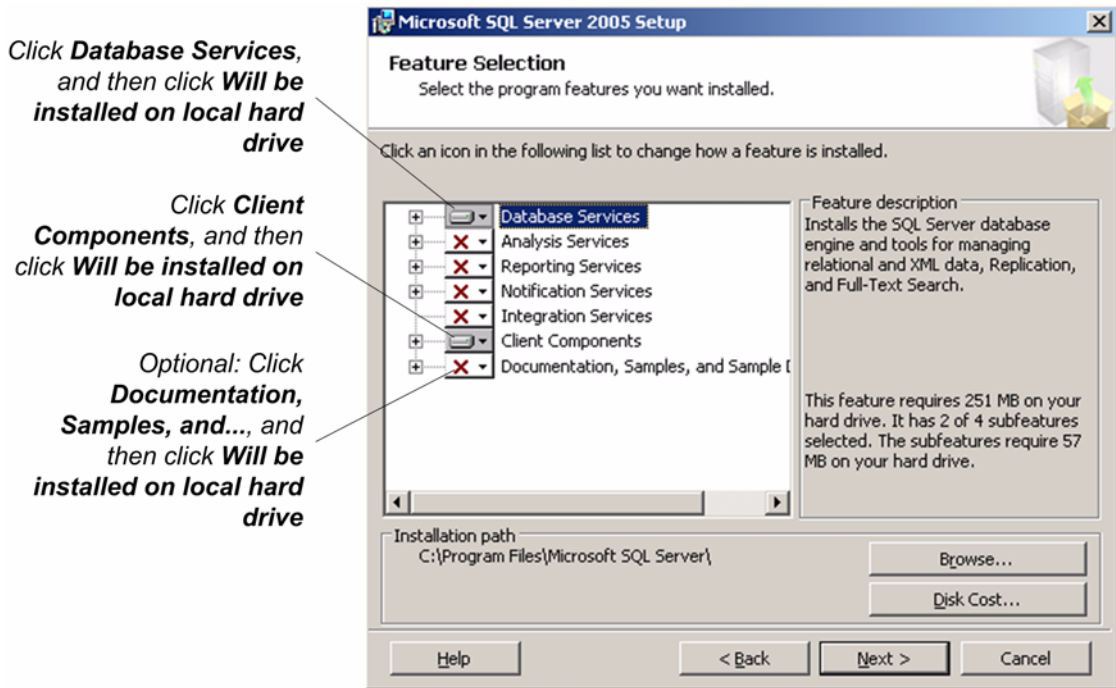 Click Database Services,
and then click Will be
installed on local hard
drive
Click Client
Components, and then
click Will be installed on
local hard drive
Optional: Click
Documentation,
Samples, and..., and
then click Will be
installed on local hard
drive
Microsoft SQL Server 2005 Setup
Feature Selection
Select the program features you want installed.
Click an icon in the following list to change how a feature is installed.
Database Services
Analysis Services
Reporting Services
Notification Services
Integration Services
Client Components
Documentation, Samples, and Sample D
Feature description
Installs the SQL Server database
engine and tools for managing
relational and XML data, Replication,
and Full-Text Search.
This feature requires 251 MB on your
hard drive. It has 2 of 4 subfeatures
selected. The subfeatures require 57
MB on your hard drive.
Installation path
C:\Program Files\Microsoft SQL Server\
Browse...
Disk Cost...
Help
< Back
Next >
Cancel